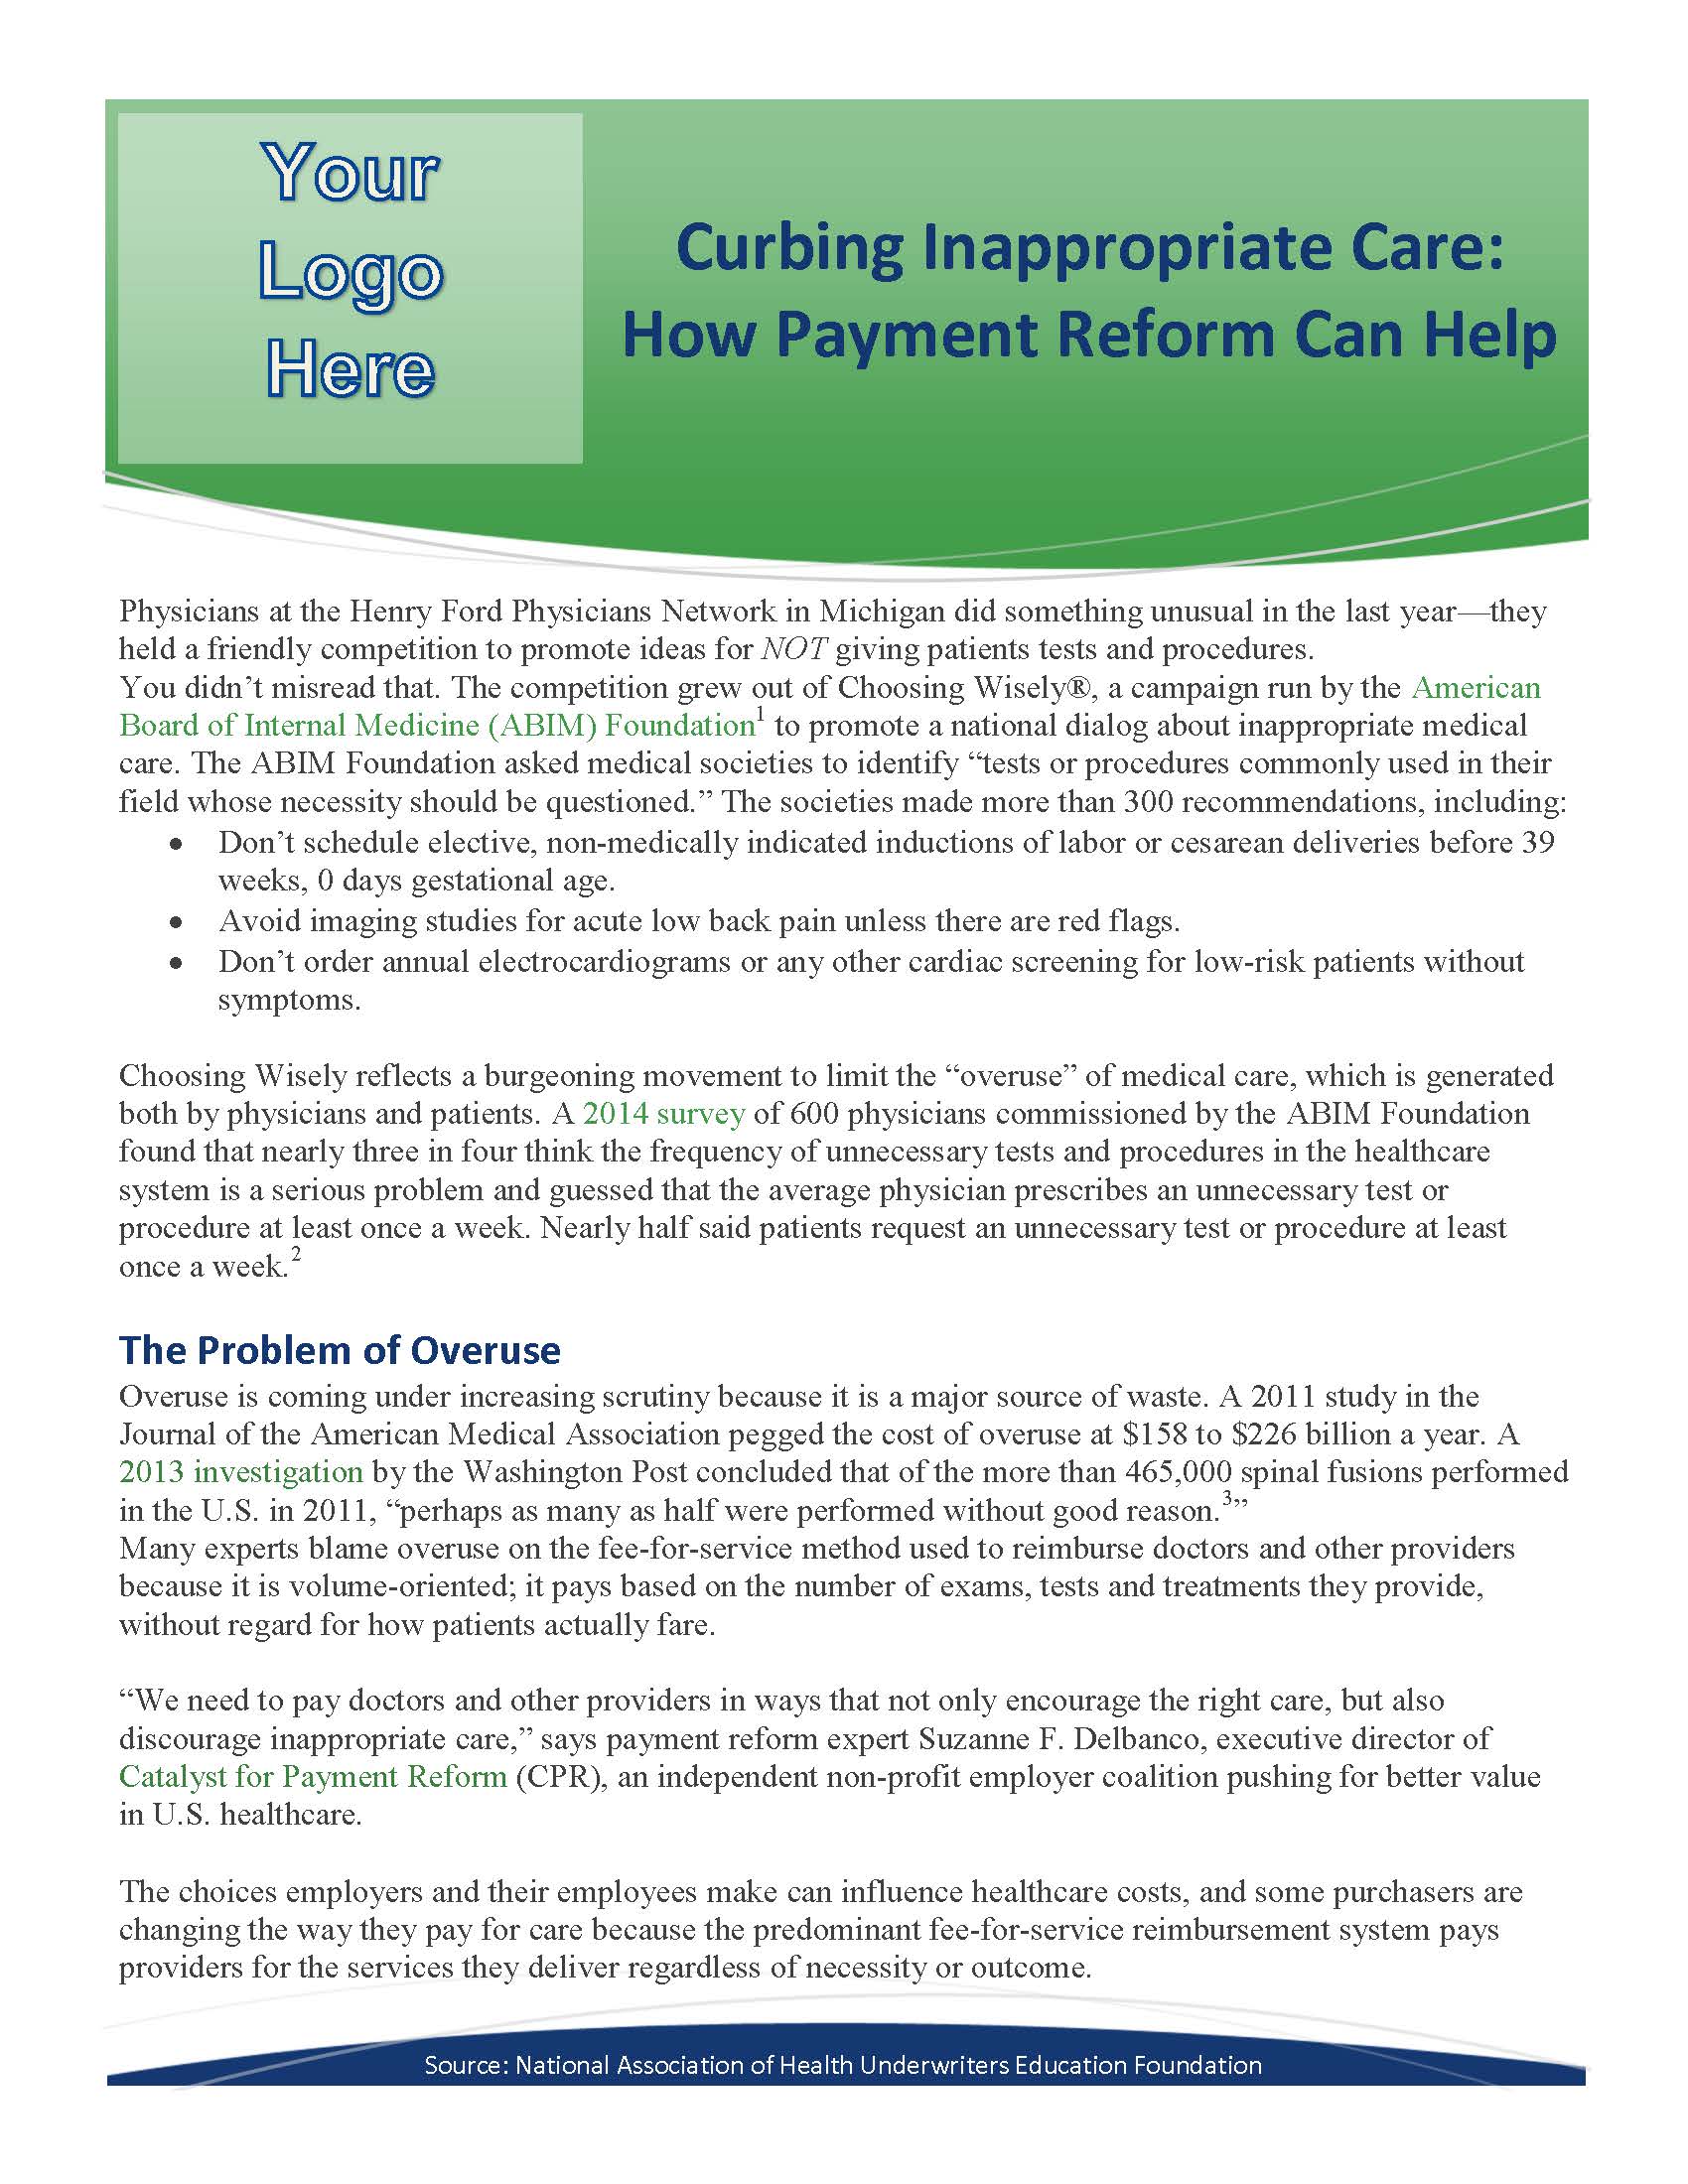 Your
Logo
Here
Curbing Inappropriate Care:
How Payment Reform Can Help
Physicians at the Henry Ford Physicians Network in Michigan did something unusual in the last year—they
held a friendly competition to promote ideas for NOT giving patients tests and procedures.
You didn’t misread that. The competition grew out of Choosing Wisely®, a campaign run by the American
Board of Internal Medicine (ABIM) Foundation1 to promote a national dialog about inappropriate medical
care. The ABIM Foundation asked medical societies to identify “tests or procedures commonly used in their
field whose necessity should be questioned.” The societies made more than 300 recommendations, including:
• Don’t schedule elective, non-medically indicated inductions of labor or cesarean deliveries before 39
weeks, 0 days gestational age.
• Avoid imaging studies for acute low back pain unless there are red flags.
• Don’t order annual electrocardiograms or any other cardiac screening for low-risk patients without
symptoms.
Choosing Wisely reflects a burgeoning movement to limit the “overuse” of medical care, which is generated
both by physicians and patients. A 2014 survey of 600 physicians commissioned by the ABIM Foundation
found that nearly three in four think the frequency of unnecessary tests and procedures in the healthcare
system is a serious problem and guessed that the average physician prescribes an unnecessary test or
procedure at least once a week. Nearly half said patients request an unnecessary test or procedure at least
once a week.2
The Problem of Overuse
Overuse is coming under increasing scrutiny because it is a major source of waste. A 2011 study in the
Journal of the American Medical Association pegged the cost of overuse at $158 to $226 billion a year. A
2013 investigation by the Washington Post concluded that of the more than 465,000 spinal fusions performed
in the U.S. in 2011, “perhaps as many as half were performed without good reason.3”
Many experts blame overuse on the fee-for-service method used to reimburse doctors and other providers
because it is volume-oriented; it pays based on the number of exams, tests and treatments they provide,
without regard for how patients actually fare.
“We need to pay doctors and other providers in ways that not only encourage the right care, but also
discourage inappropriate care,” says payment reform expert Suzanne F. Delbanco, executive director of
Catalyst for Payment Reform (CPR), an independent non-profit employer coalition pushing for better value
in U.S. healthcare.
The choices employers and their employees make can influence healthcare costs, and some purchasers are
changing the way they pay for care because the predominant fee-for-service reimbursement system pays
providers for the services they deliver regardless of necessity or outcome.
Source: National Association of Health Underwriters Education Foundation